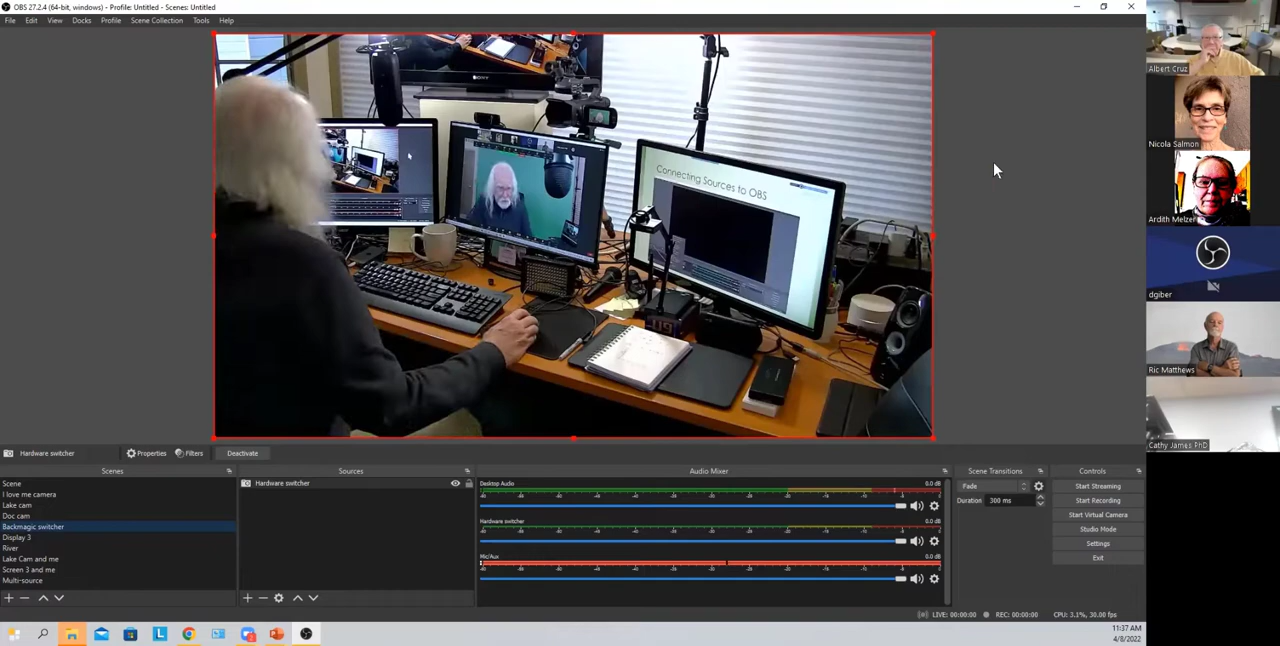 OBS 27.2.4 (64-bit, windows) - Profile: Untitled - Scenes: Untitled
File Edit View Docks Profile Scene Collection Tools Help
Albert Cruz
Nicola Salmon
Ardith Melzer
dgiber
Ric Matthews
Cathy James PhD
SONY
Connecting Sources to OBS
Hardware switcher Properties Filters Deactivate
Scenes
Scene
I love me camera
Lake cam
Doc cam
Backmagic switcher
Display 3
River
Lake Cam and me
Screen 3 and me
Multi-source
Sources
Hardware switcher
Audio Mixer
Desktop Audio 0.0 dB
Hardware switcher 0.0 dB
Mic/Aux 0.0 dB
Scene Transitions
Fade
Duration 300 ms
Controls
Start Streaming
Start Recording
Start Virtual Camera
Studio Mode
Settings
Exit
LIVE: 00:00:00 REC: 00:00:00 CPU: 3.1%, 30.00 fps
11:37 AM
4/8/2022